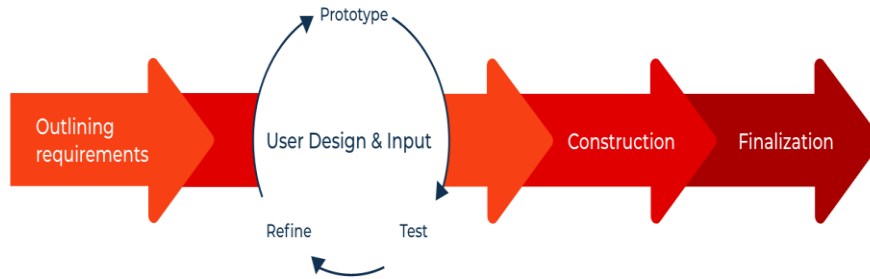 Prototype
Outlining
requirements
User Design & Input
Construction
Finalization
Refine
Test